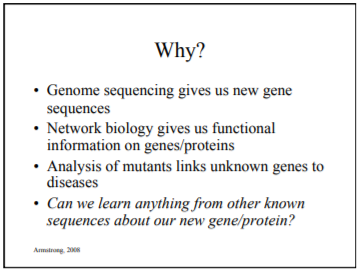 Why?
• Genome sequencing gives us new gene
sequences
• Network biology gives us functional
information on genes/proteins
• Analysis of mutants links unknown genes to
diseases
• Can we learn anything from other known
sequences about our new gene/protein?
Armstrong, 2008